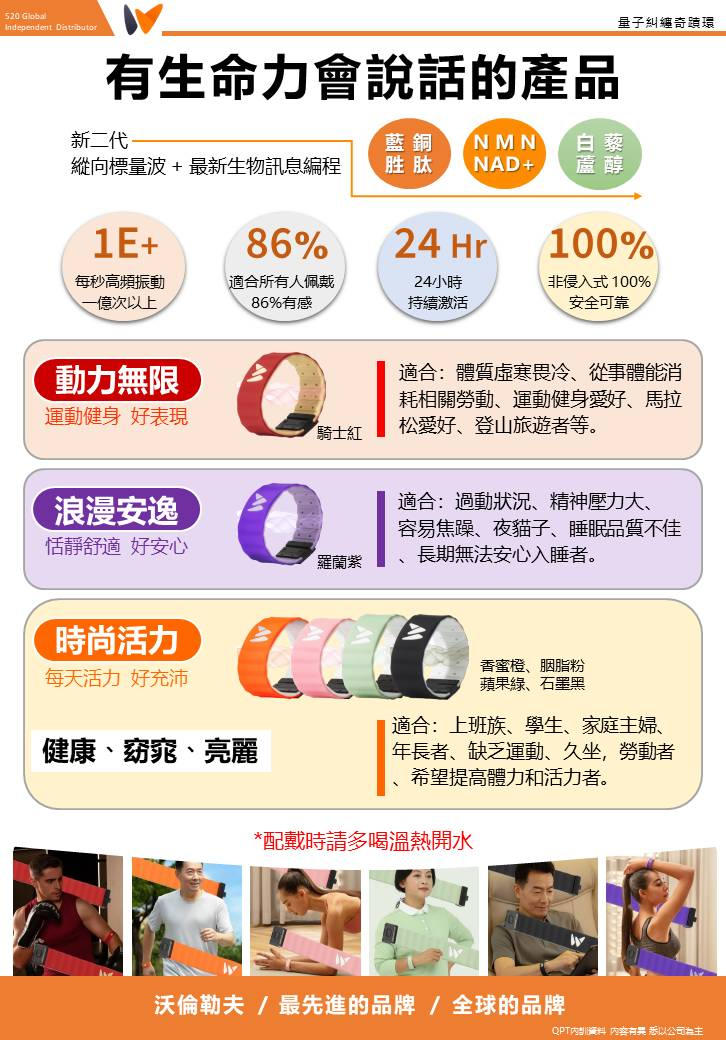 S20 Global
Independent Distributor
量子糾纏奇蹟環
有生命力會說話的產品
新二代
縱向標量波 + 最新生物訊息編程
藍 銅
胜 肽
N M N
NAD+
白 藜
蘆 醇
1E+
每秒高頻振動
一億次以上
86%
適合所有人佩戴
86%有感
24 Hr
24小時
持續激活
100%
非侵入式 100%
安全可靠
動力無限
運動健身 好表現
騎士紅
適合：體質虛寒畏冷、從事體能消
耗相關勞動、運動健身愛好、馬拉
松愛好、登山旅遊者等。
浪漫安逸
恬靜舒適 好安心
羅蘭紫
適合：過動狀況、精神壓力大、
容易焦躁、夜貓子、睡眠品質不佳
、長期無法安心入睡者。
時尚活力
每天活力 好充沛
香蜜橙、胭脂粉
蘋果綠、石墨黑
健康、窈窕、亮麗
適合：上班族、學生、家庭主婦、
年長者、缺乏運動、久坐，勞動者
、希望提高體力和活力者。
*配戴時請多喝溫熱開水
沃倫勒夫 / 最先進的品牌 / 全球的品牌
QPT內訓資料 內容有異 悉以公司為主